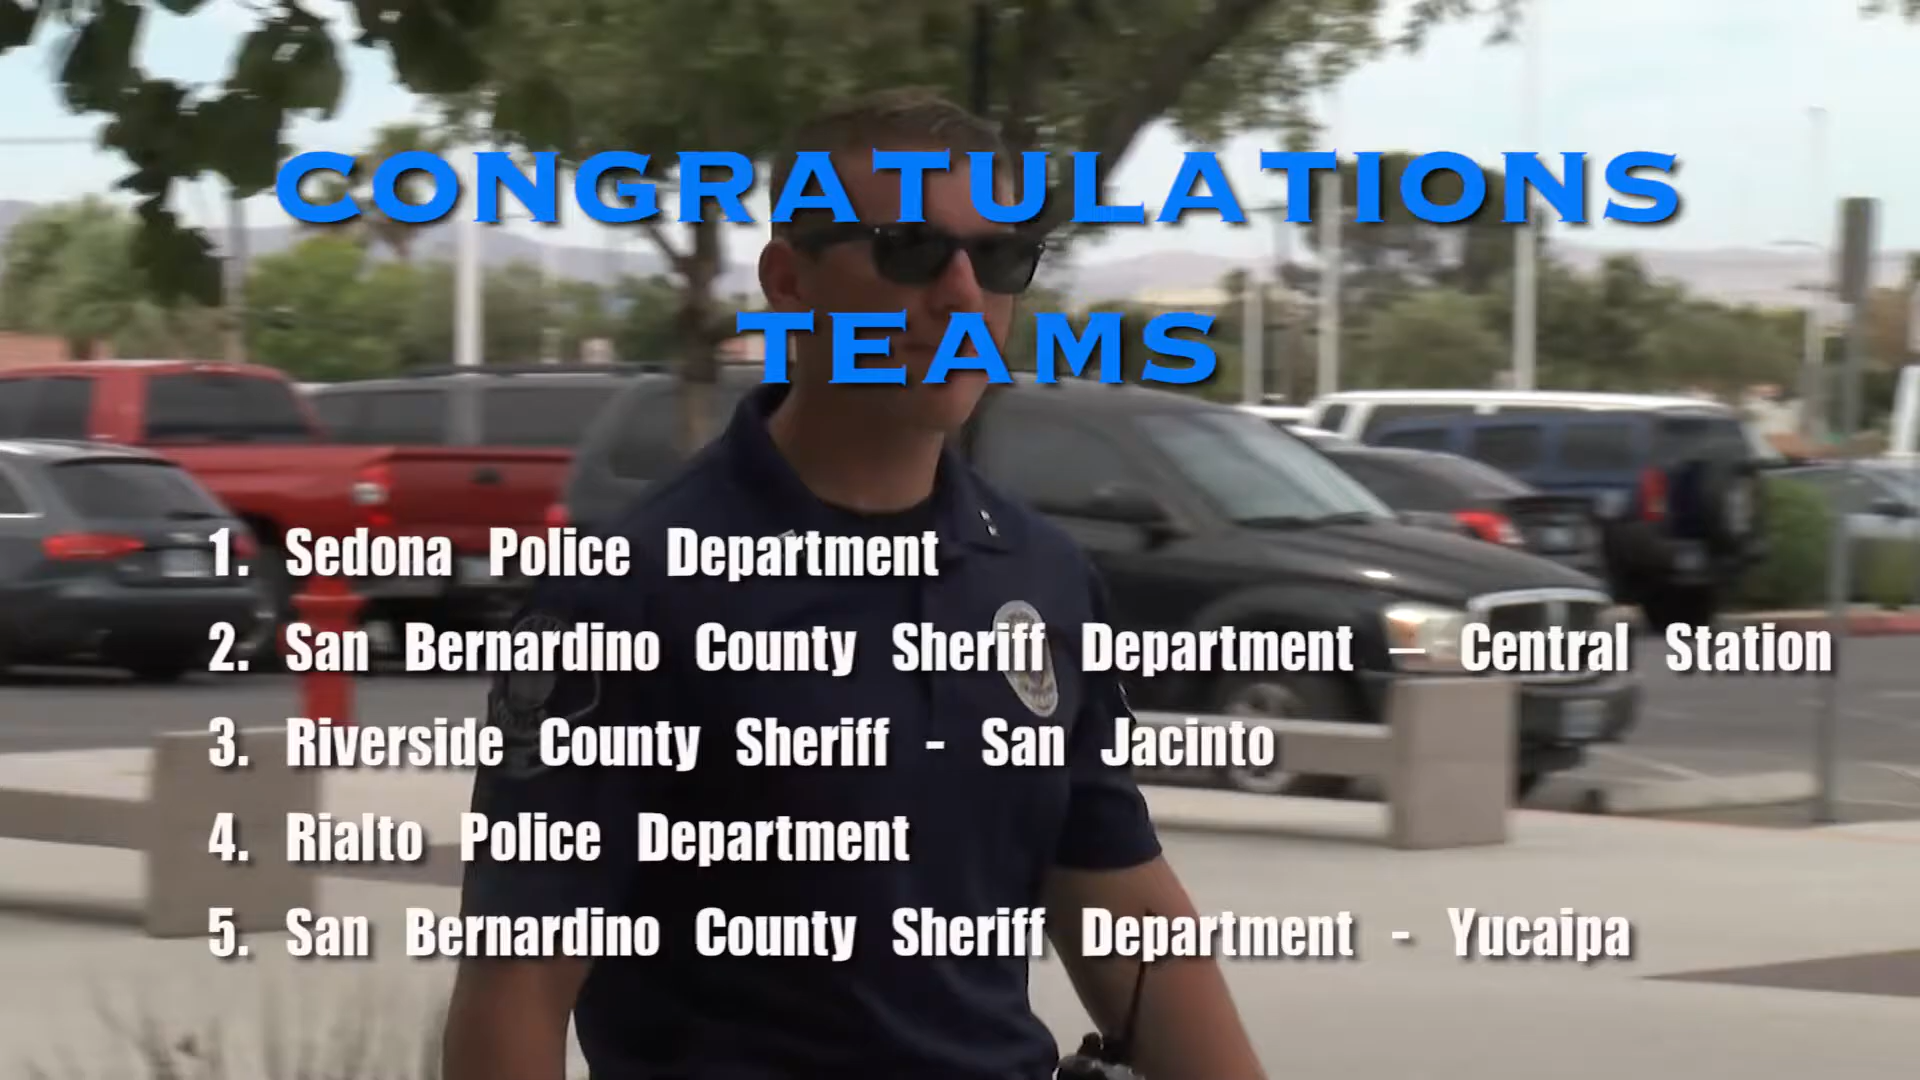 CONGRATULATIONS
TEAMS
1. Sedona Police Department
2. San Bernardino County Sheriff Department – Central Station
3. Riverside County Sheriff - San Jacinto
4. Rialto Police Department
5. San Bernardino County Sheriff Department - Yucaipa